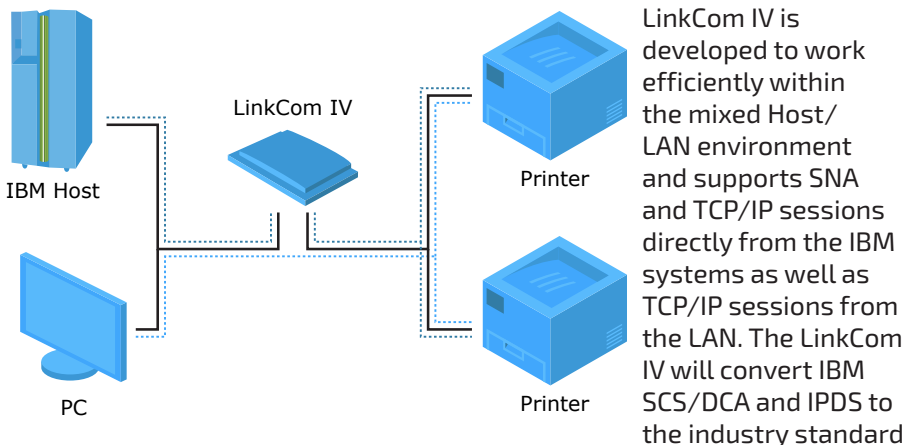 LinkCom IV
IBM Host
Printer
PC
Printer
LinkCom IV is
developed to work
efficiently within
the mixed Host/
LAN environment
and supports SNA
and TCP/IP sessions
directly from the IBM
systems as well as
TCP/IP sessions from
the LAN. The LinkCom
IV will convert IBM
SCS/DCA and IPDS to
the industry standard